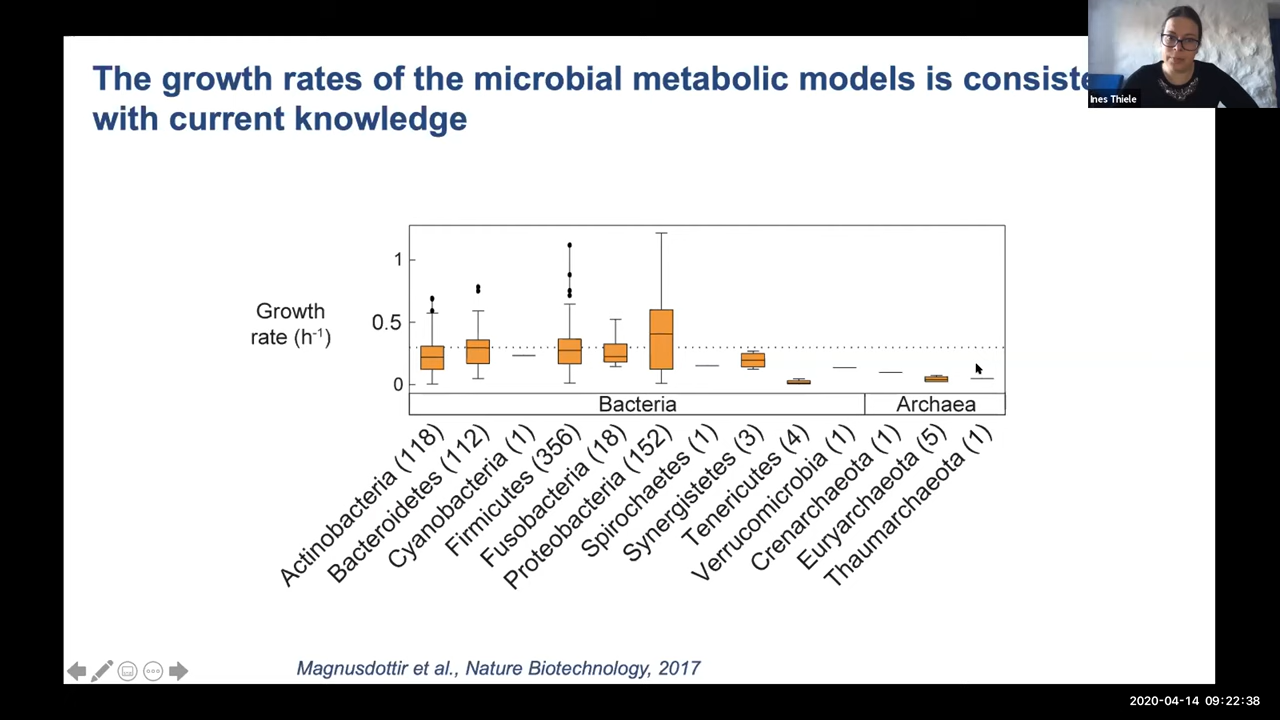 The growth rates of the microbial metabolic models is
with current knowledge
Ines Thiele
Growth
rate (h-1)
1
0.5
0
Bacteria
Archaea
Actinobacteria (118)
Bacteroidetes (112)
Cyanobacteria (1)
Firmicutes (356)
Fusobacteria (18)
Proteobacteria (152)
Spirochaetes (1)
Synergistetes (3)
Tenericutes (4)
Verrucomicrobia (1)
Crenarchaeota (1)
Euryarchaeota (5)
Thaumarchaeota (1)
Magnusdottir et al., Nature Biotechnology, 2017
2020-04-14 09:22:38